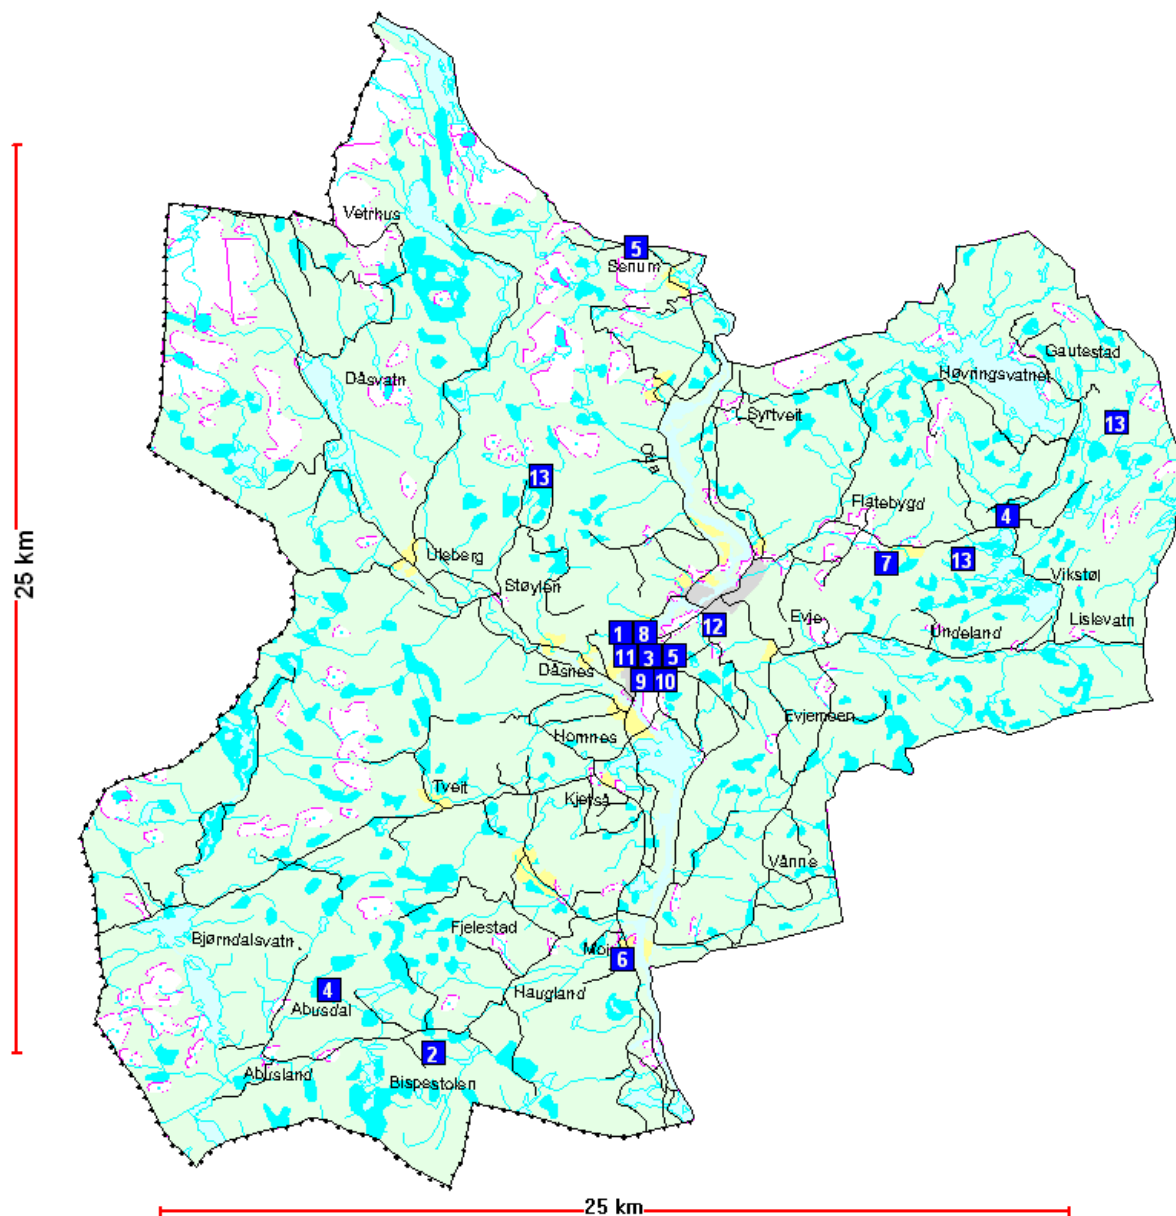 Vetrhus
5
Senum
Gautestad
Høvringsvatnet
Dåsvatn
Syrtveit
13
Otra
13
Flatebygd
4
Uleberg
7
13
Støylen
Vikstøl
Evje
Lislevatn
12
Undeland
1
8
11
3
5
Dåsnes
9
10
Evjemoen
Hornnes
Tveit
Kjetså
Vånne
Fjelestad
Bjørndalsvatn
6
Haugland
4
Abusdal
2
Abusland
Bispestolen
25 km
25 km